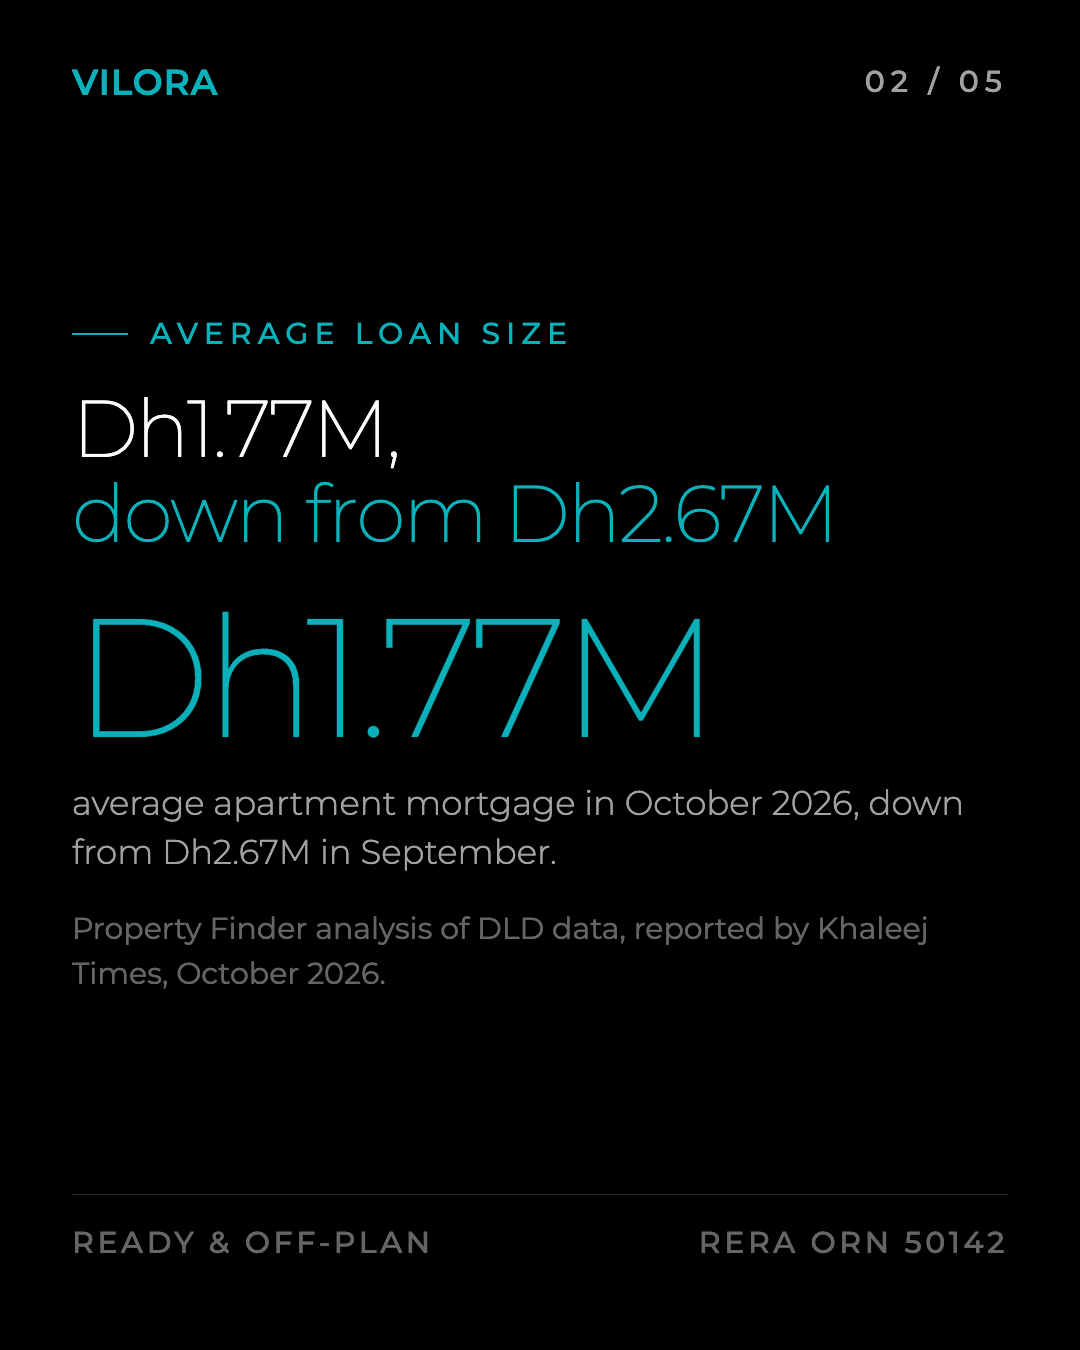 VILORA
02 / 05
AVERAGE LOAN SIZE
Dh1.77M,
down from Dh2.67M
Dh1.77M
average apartment mortgage in October 2026, down
from Dh2.67M in September.
Property Finder analysis of DLD data, reported by Khaleej
Times, October 2026.
READY & OFF-PLAN
RERA ORN 50142